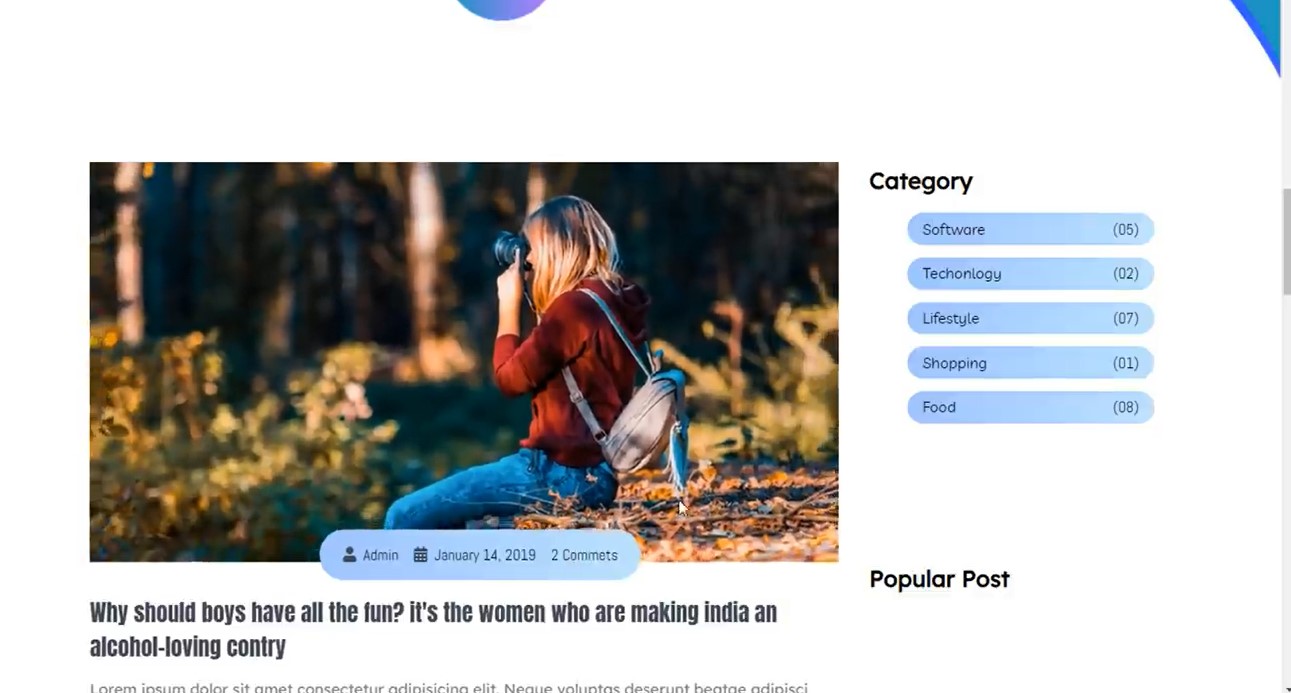 Category
Software (05)
Techonlogy (02)
Lifestyle (07)
Shopping (01)
Food (08)
Admin January 14, 2019 2 Commets
Popular Post
Why should boys have all the fun? it's the women who are making india an
alcohol-loving contry
Lorem ipsum dolor sit amet consectetur adipisicing elit. Neque voluptas deserunt beatae adipisci